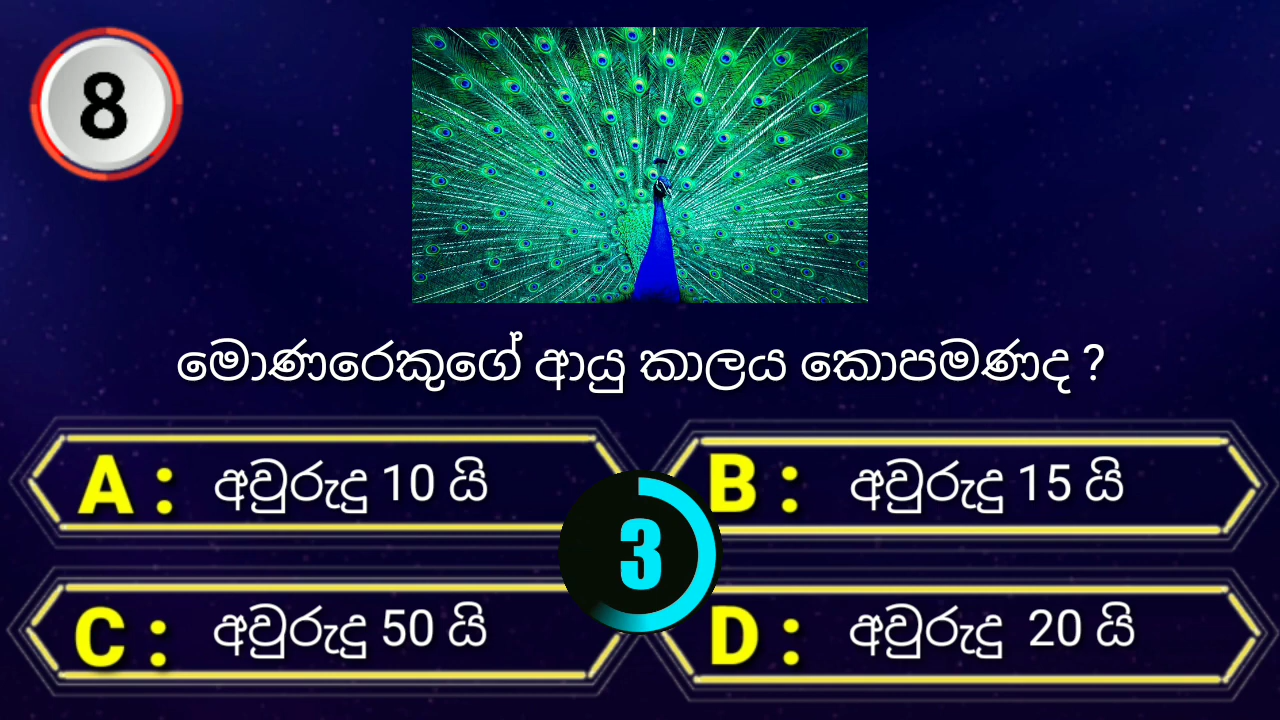 8
මොණරෙකුගේ ආයු කාලය කොපමණද ?
A : අවුරුදු 10 යි
B : අවුරුදු 15 යි
3
C : අවුරුදු 50 යි
D : අවුරුදු 20 යි